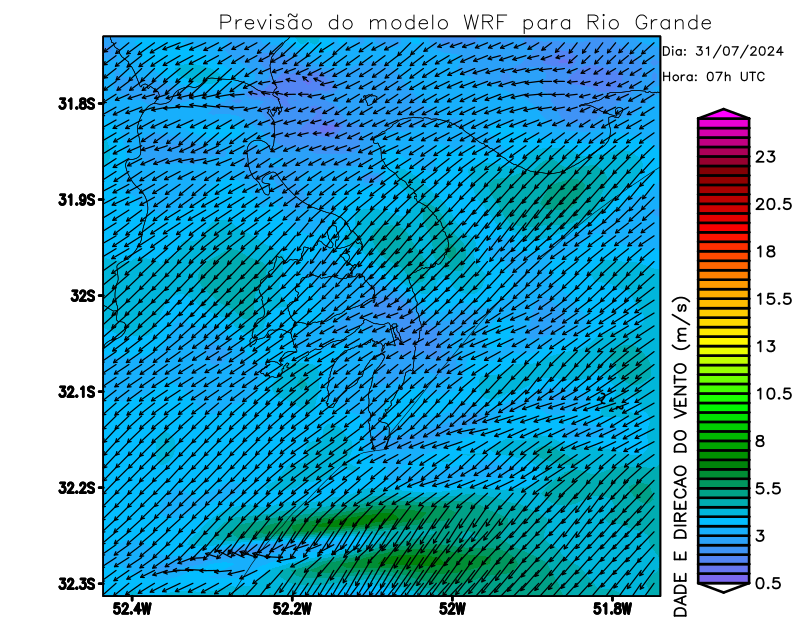 Previsão do modelo WRF para Rio Grande
Dia: 31/07/2024
Hora: 07h UTC
31.8S
31.9S
32S
32.1S
32.2S
32.3S
52.4W
52.2W
52W
51.8W
23
20.5
18
15.5
13
10.5
8
5.5
3
0.5
DADE E DIRECAO DO VENTO (m/s)